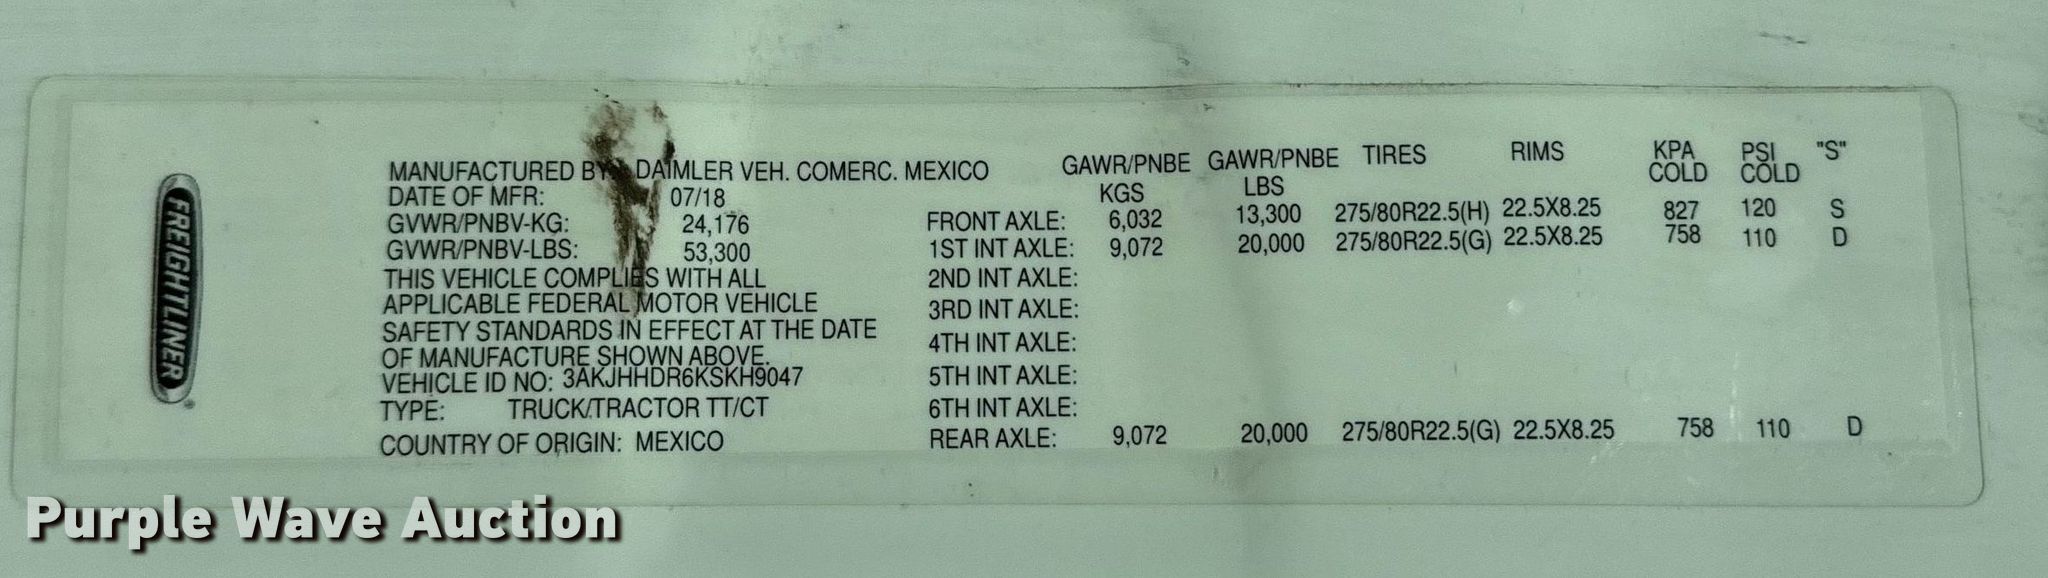 FREIGHTLINER
MANUFACTURED BY: DAIMLER VEH. COMERC. MEXICO
DATE OF MFR: 07/18
GVWR/PNBV-KG: 24,176
GVWR/PNBV-LBS: 53,300
THIS VEHICLE COMPLIES WITH ALL
APPLICABLE FEDERAL MOTOR VEHICLE
SAFETY STANDARDS IN EFFECT AT THE DATE
OF MANUFACTURE SHOWN ABOVE.
VEHICLE ID NO: 3AKJHHDR6KSKH9047
TYPE: TRUCK/TRACTOR TT/CT
COUNTRY OF ORIGIN: MEXICO
GAWR/PNBE KGS GAWR/PNBE LBS TIRES RIMS KPA COLD PSI COLD "S"
FRONT AXLE: 6,032 13,300 275/80R22.5(H) 22.5X8.25 827 120 S
1ST INT AXLE: 9,072 20,000 275/80R22.5(G) 22.5X8.25 758 110 D
2ND INT AXLE:
3RD INT AXLE:
4TH INT AXLE:
5TH INT AXLE:
6TH INT AXLE:
REAR AXLE: 9,072 20,000 275/80R22.5(G) 22.5X8.25 758 110 D
Purple Wave Auction